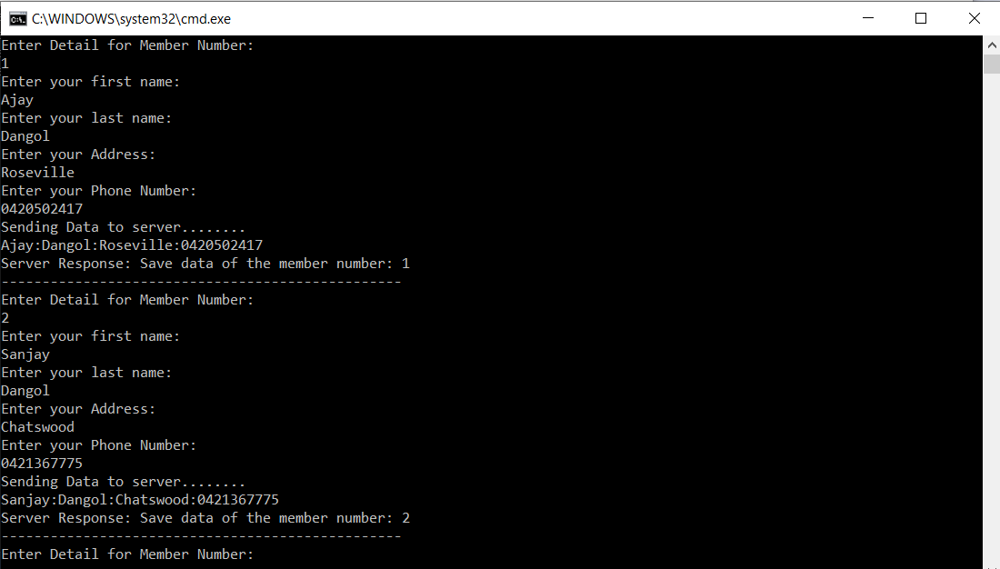 C:\WINDOWS\system32\cmd.exe
Enter Detail for Member Number:
1
Enter your first name:
Ajay
Enter your last name:
Dangol
Enter your Address:
Roseville
Enter your Phone Number:
0420502417
Sending Data to server........
Ajay:Dangol:Roseville:0420502417
Server Response: Save data of the member number: 1
-------------------------------------------------
Enter Detail for Member Number:
2
Enter your first name:
Sanjay
Enter your last name:
Dangol
Enter your Address:
Chatswood
Enter your Phone Number:
0421367775
Sending Data to server........
Sanjay:Dangol:Chatswood:0421367775
Server Response: Save data of the member number: 2
-------------------------------------------------
Enter Detail for Member Number: